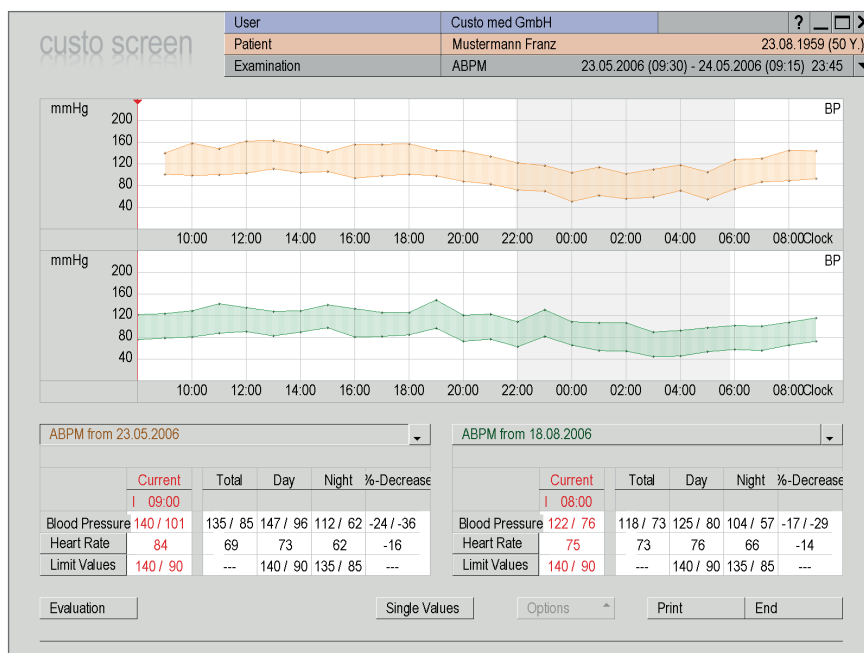 custo screen
User Custo med GmbH ?
Patient Mustermann Franz 23.08.1959 (50 Y.)
Examination ABPM 23.05.2006 (09:30) - 24.05.2006 (09:15) 23:45
mmHg BP
200
160
120
80
40
10:00 12:00 14:00 16:00 18:00 20:00 22:00 00:00 02:00 04:00 06:00 08:00Clock
mmHg BP
200
160
120
80
40
10:00 12:00 14:00 16:00 18:00 20:00 22:00 00:00 02:00 04:00 06:00 08:00Clock
ABPM from 23.05.2006
Current Total Day Night %-Decrease
I 09:00
Blood Pressure 140 / 101 135 / 85 147 / 96 112 / 62 -24 / -36
Heart Rate 84 69 73 62 -16
Limit Values 140 / 90 --- 140 / 90 135 / 85 ---
ABPM from 18.08.2006
Current Total Day Night %-Decrease
I 08:00
Blood Pressure 122 / 76 118 / 73 125 / 80 104 / 57 -17 / -29
Heart Rate 75 73 76 66 -14
Limit Values 140 / 90 --- 140 / 90 135 / 85 ---
Evaluation Single Values Options Print End